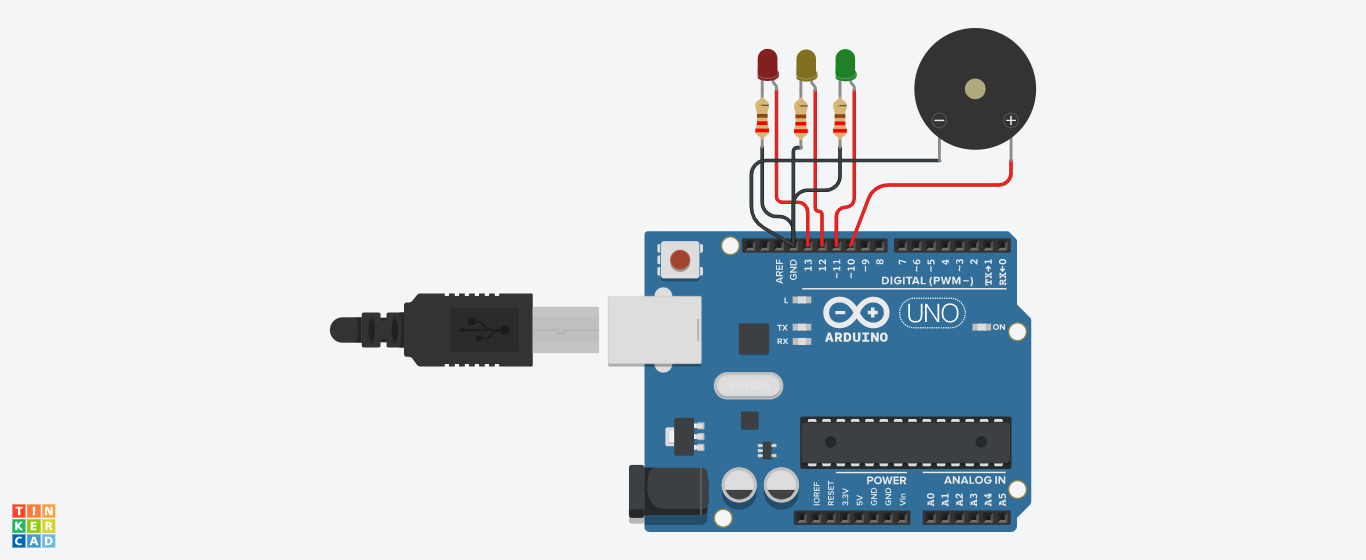 − +
AREF GND 13 12 ~11 ~10 ~9 8 7 ~6 ~5 4 ~3 2 TX→1 RX←0
DIGITAL (PWM~)
L
TX
RX
ARDUINO
UNO
ON
POWER
ANALOG IN
IOREF RESET 3.3V 5V GND GND Vin A0 A1 A2 A3 A4 A5
TIN
KER
CAD